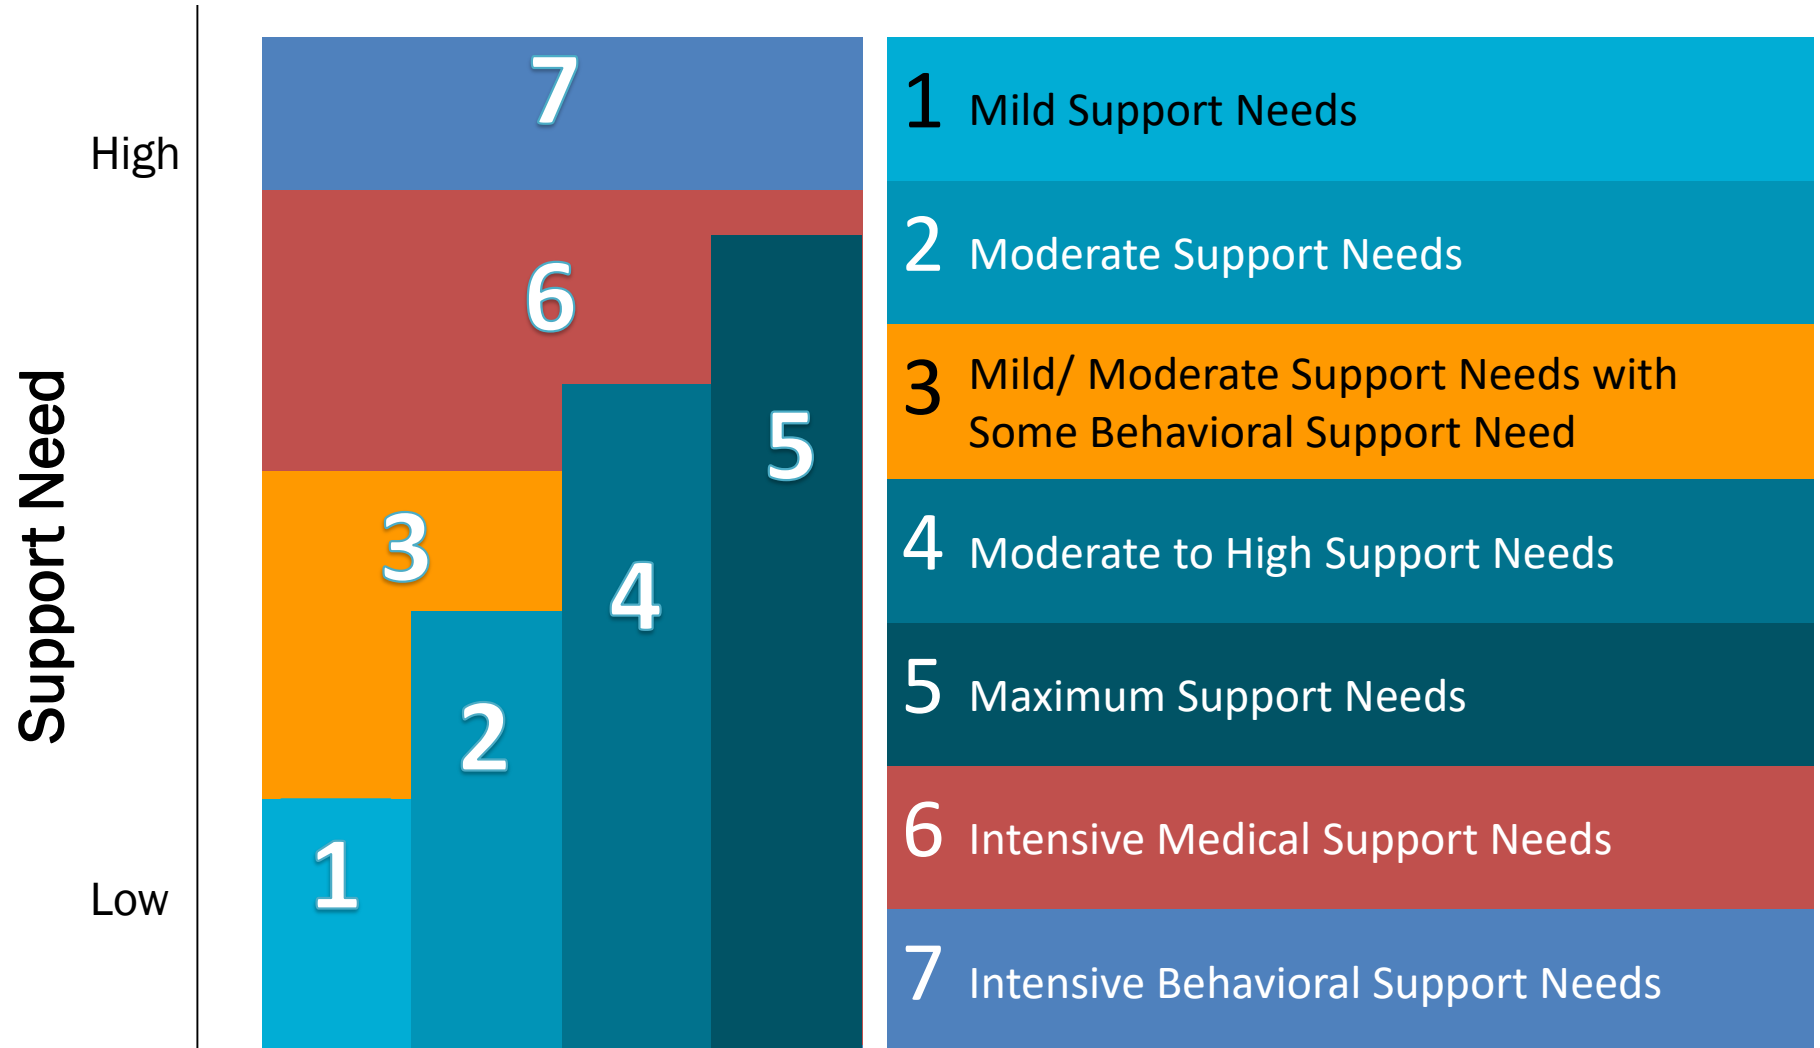 Support Need
High
Low
7
6
5
3
4
2
1
1 Mild Support Needs
2 Moderate Support Needs
3 Mild/ Moderate Support Needs with
Some Behavioral Support Need
4 Moderate to High Support Needs
5 Maximum Support Needs
6 Intensive Medical Support Needs
7 Intensive Behavioral Support Needs